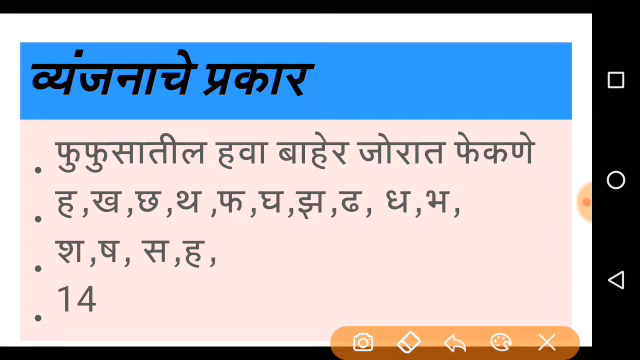 व्यंजनाचे प्रकार
फुफुसातील हवा बाहेर जोरात फेकणे
ह ,ख ,छ ,थ ,फ ,घ ,झ ,ढ, ध ,भ ,
श ,ष , स ,ह ,
14